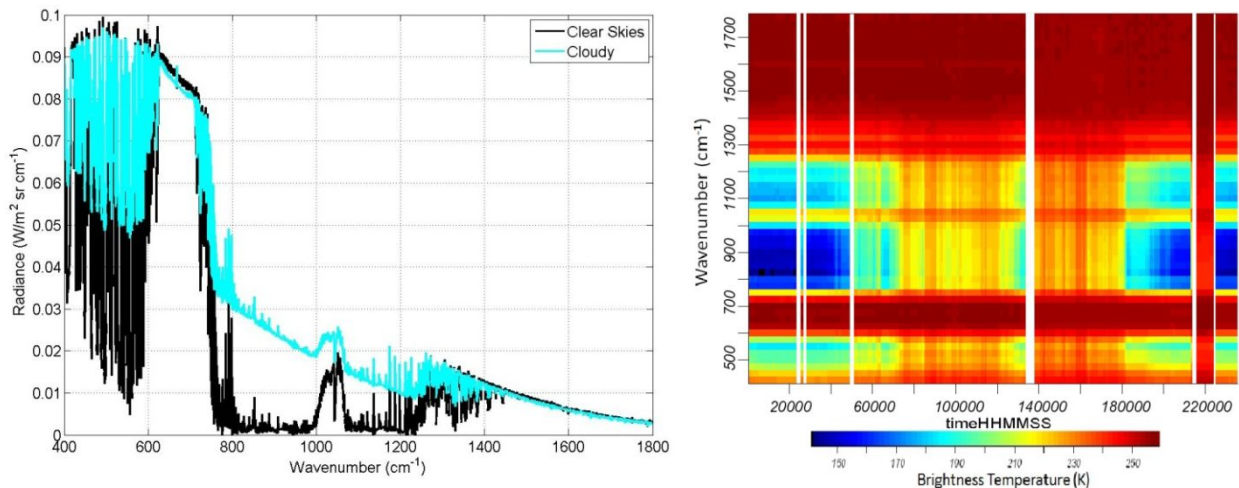 0.1
0.09
0.08
0.07
0.06
0.05
0.04
0.03
0.02
0.01
0
Radiance (W/m² sr cm⁻¹)
Clear Skies
Cloudy
400 600 800 1000 1200 1400 1600 1800
Wavenumber (cm⁻¹)
1700
1500
1300
1100
900
700
500
Wavenumber (cm⁻¹)
20000 60000 100000 140000 180000 220000
timeHHMMSS
150 170 190 210 230 250
Brightness Temperature (K)